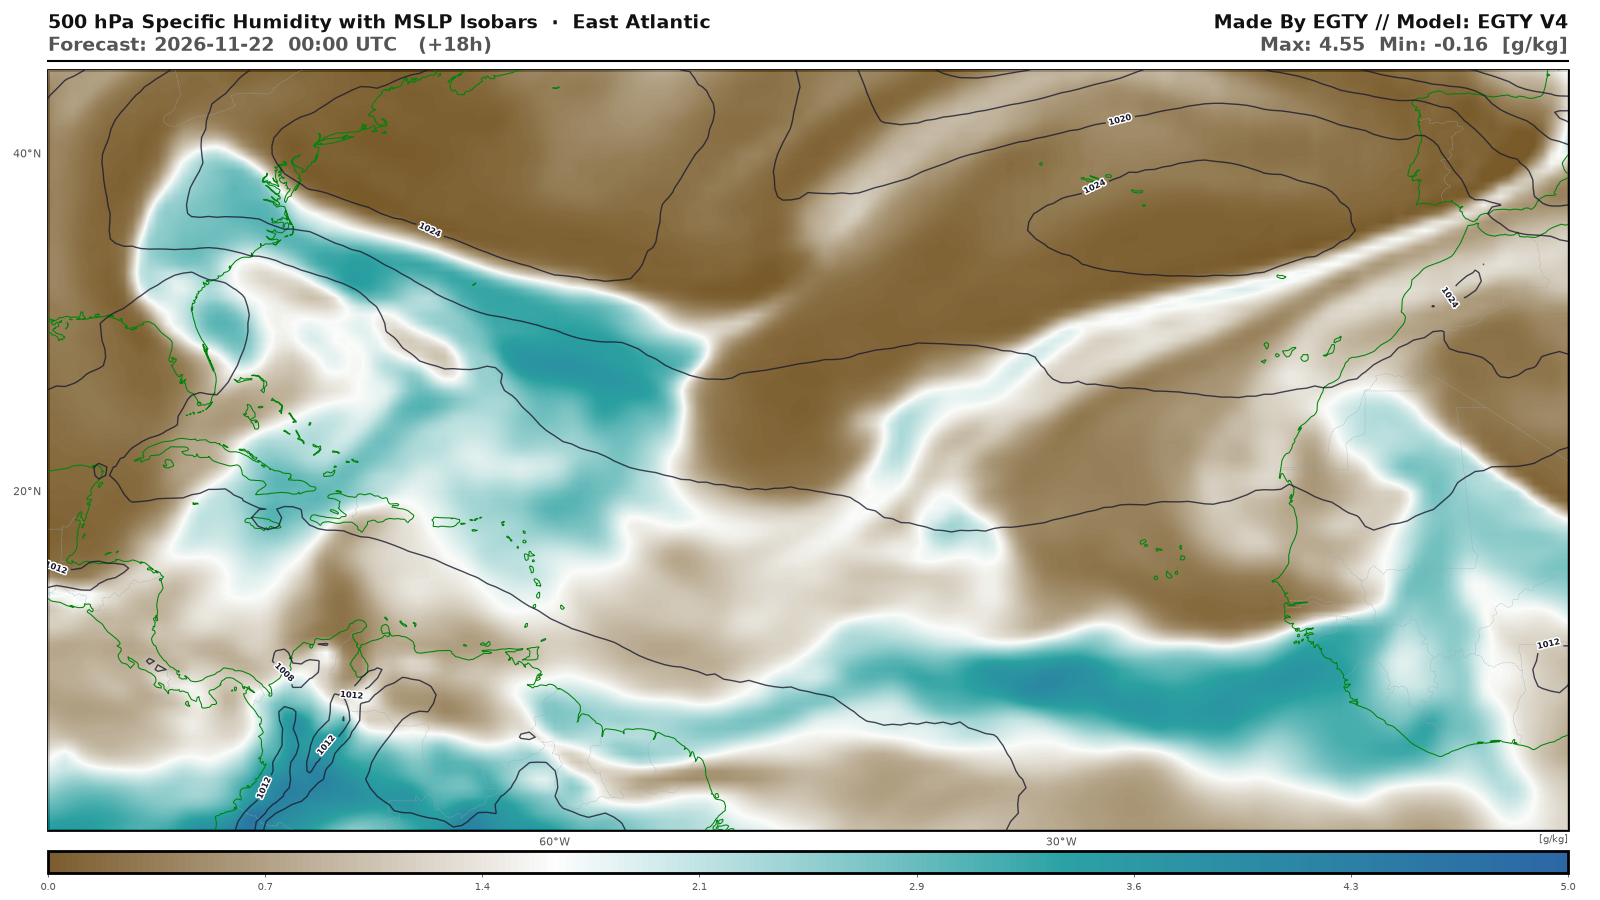 500 hPa Specific Humidity with MSLP Isobars · East Atlantic
Made By EGTY // Model: EGTY V4
Forecast: 2026-11-22 00:00 UTC (+18h)
Max: 4.55 Min: -0.16 [g/kg]
1020
40°N
1024
1024
1024
20°N
1012
1012
1008
1012
1012
1012
60°W
30°W
[g/kg]
0.0
0.7
1.4
2.1
2.9
3.6
4.3
5.0